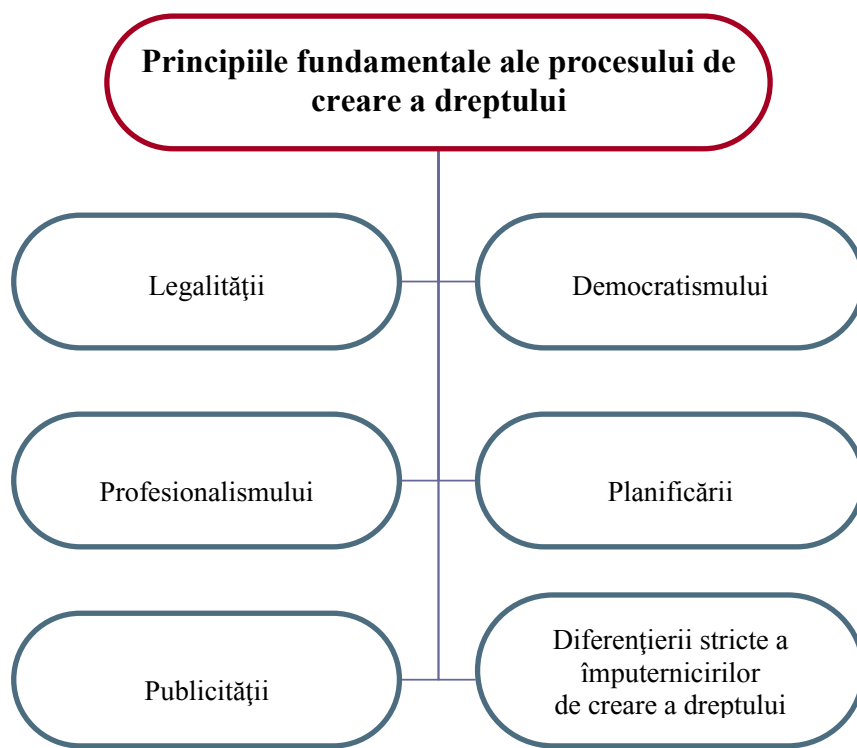 Principiile fundamentale ale procesului de
creare a dreptului
Legalităţii
Democratismului
Profesionalismului
Planificării
Publicităţii
Diferenţierii stricte a
împuternicirilor
de creare a dreptului